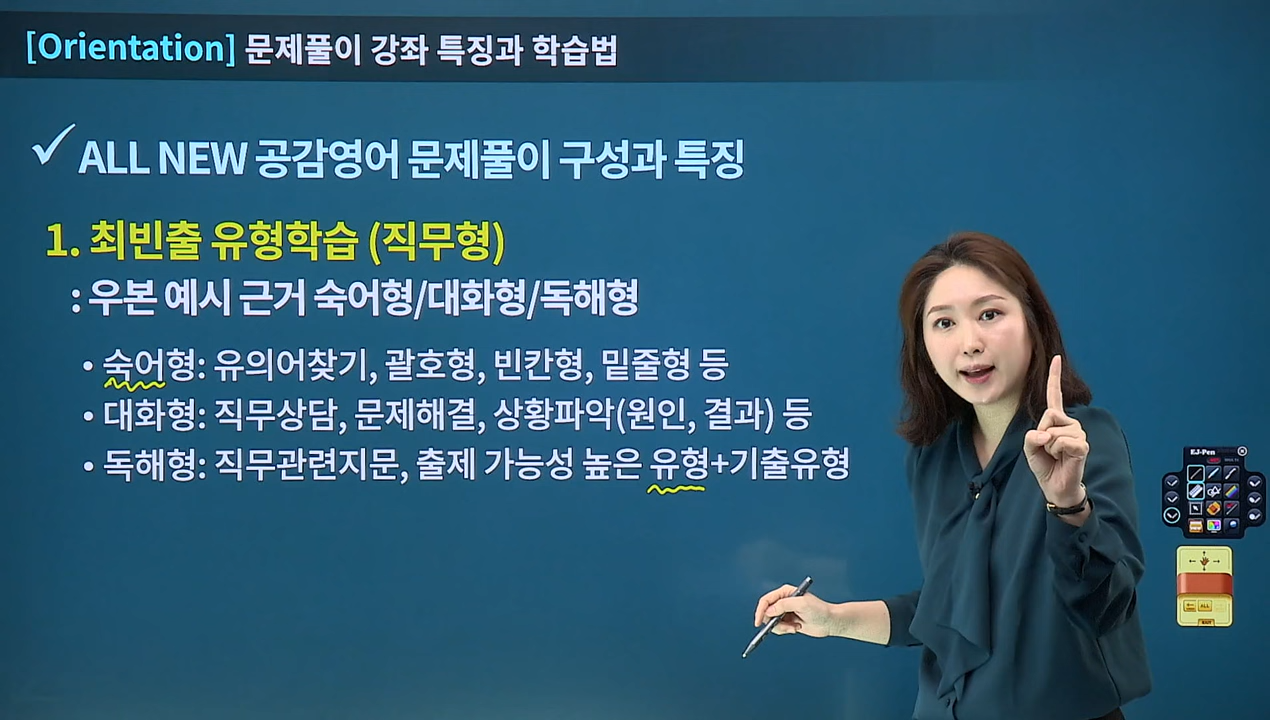 [Orientation] 문제풀이 강좌 특징과 학습법
ALL NEW 공감영어 문제풀이 구성과 특징
1. 최빈출 유형학습 (직무형)
: 우본 예시 근거 숙어형/대화형/독해형
• 숙어형: 유의어찾기, 괄호형, 빈칸형, 밑줄형 등
• 대화형: 직무상담, 문제해결, 상황파악(원인, 결과) 등
• 독해형: 직무관련지문, 출제 가능성 높은 유형+기출유형
EJ-Pen
ALL
EXIT